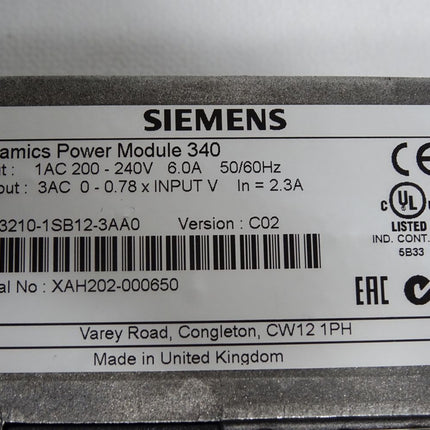 SIEMENS
amics Power Module 340
ut : 1AC 200 - 240V 6.0A 50/60Hz
put : 3AC 0 - 0.78 x INPUT V In = 2.3A
3210-1SB12-3AA0 Version : C02
al No : XAH202-000650
CE
C UL US
LISTED
IND. CONT.
5B33
EAC
Varey Road, Congleton, CW12 1PH
Made in United Kingdom